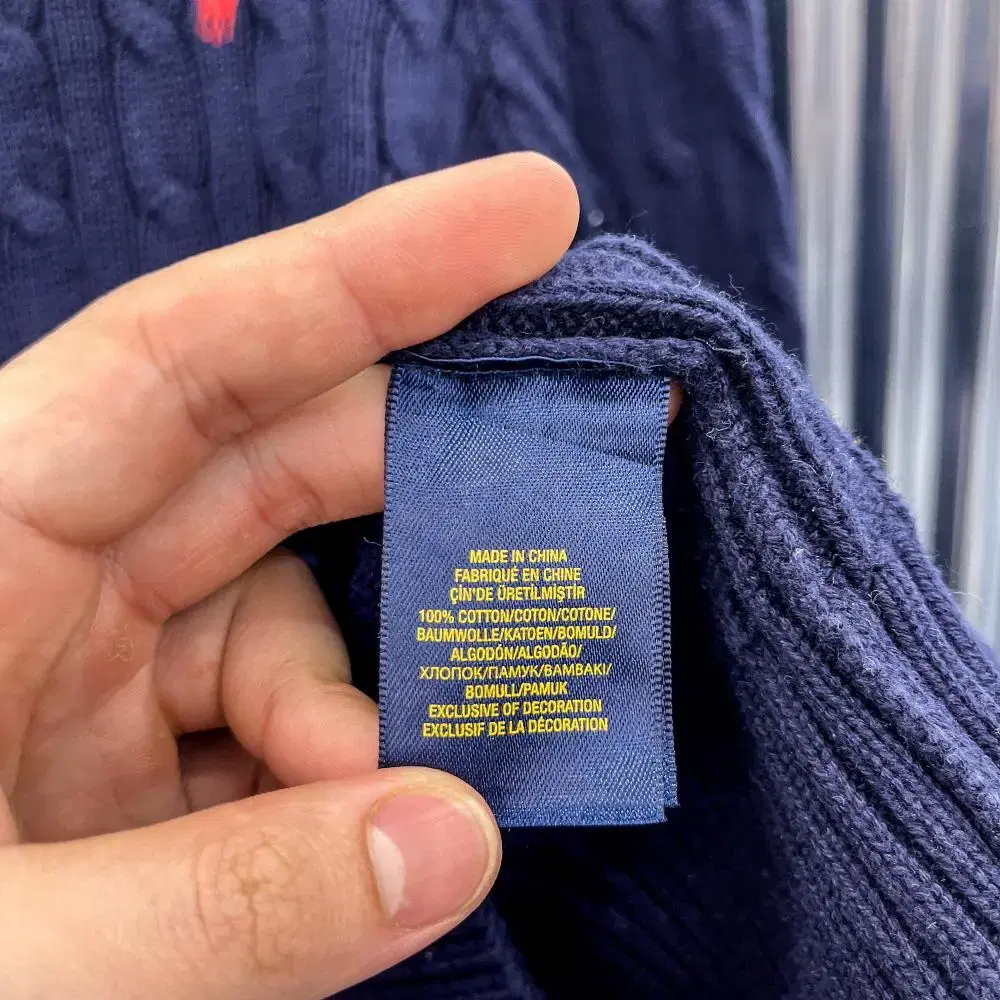 MADE IN CHINA
FABRIQUÉ EN CHINE
ÇİN'DE ÜRETİLMİŞTİR
100% COTTON/COTON/COTONE/
BAUMWOLLE/KATOEN/BOMULD/
ALGODÓN/ALGODÃO/
ХЛОПОК/ПАМУК/ΒΑΜΒΑΚΙ/
BOMULL/PAMUK
EXCLUSIVE OF DECORATION
EXCLUSIF DE LA DÉCORATION